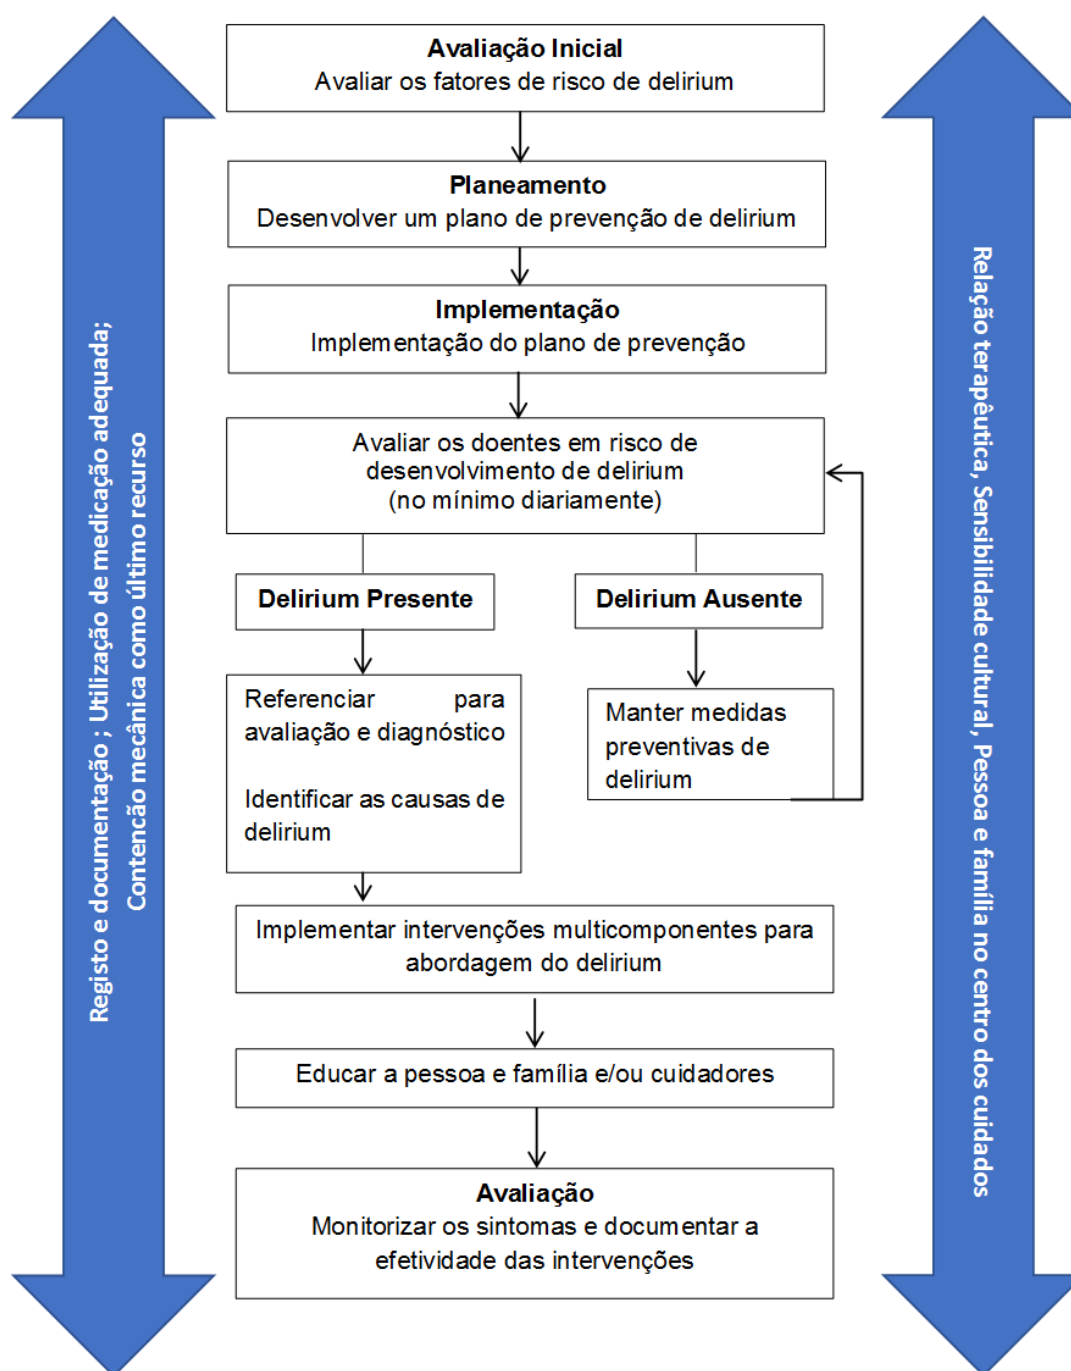 Avaliação Inicial
Avaliar os fatores de risco de delirium
Planeamento
Desenvolver um plano de prevenção de delirium
Implementação
Implementação do plano de prevenção
Avaliar os doentes em risco de
desenvolvimento de delirium
(no mínimo diariamente)
Delirium Presente
Delirium Ausente
Referenciar para
avaliação e diagnóstico
Identificar as causas de
delirium
Manter medidas
preventivas de
delirium
Implementar intervenções multicomponentes para
abordagem do delirium
Educar a pessoa e família e/ou cuidadores
Avaliação
Monitorizar os sintomas e documentar a
efetividade das intervenções
Registo e documentação ; Utilização de medicação adequada;
Contencão mecânica como último recurso
Relação terapêutica, Sensibilidade cultural, Pessoa e família no centro dos cuidados